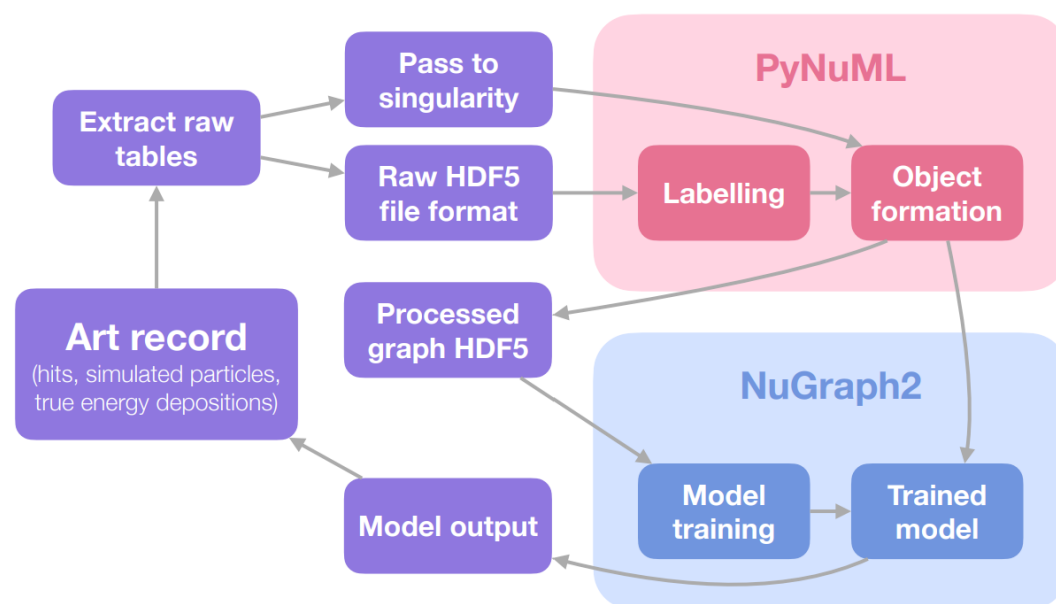 Pass to
singularity
PyNuML
Extract raw
tables
Raw HDF5
file format
Labelling
Object
formation
Art record
(hits, simulated particles,
true energy depositions)
Processed
graph HDF5
NuGraph2
Model output
Model
training
Trained
model